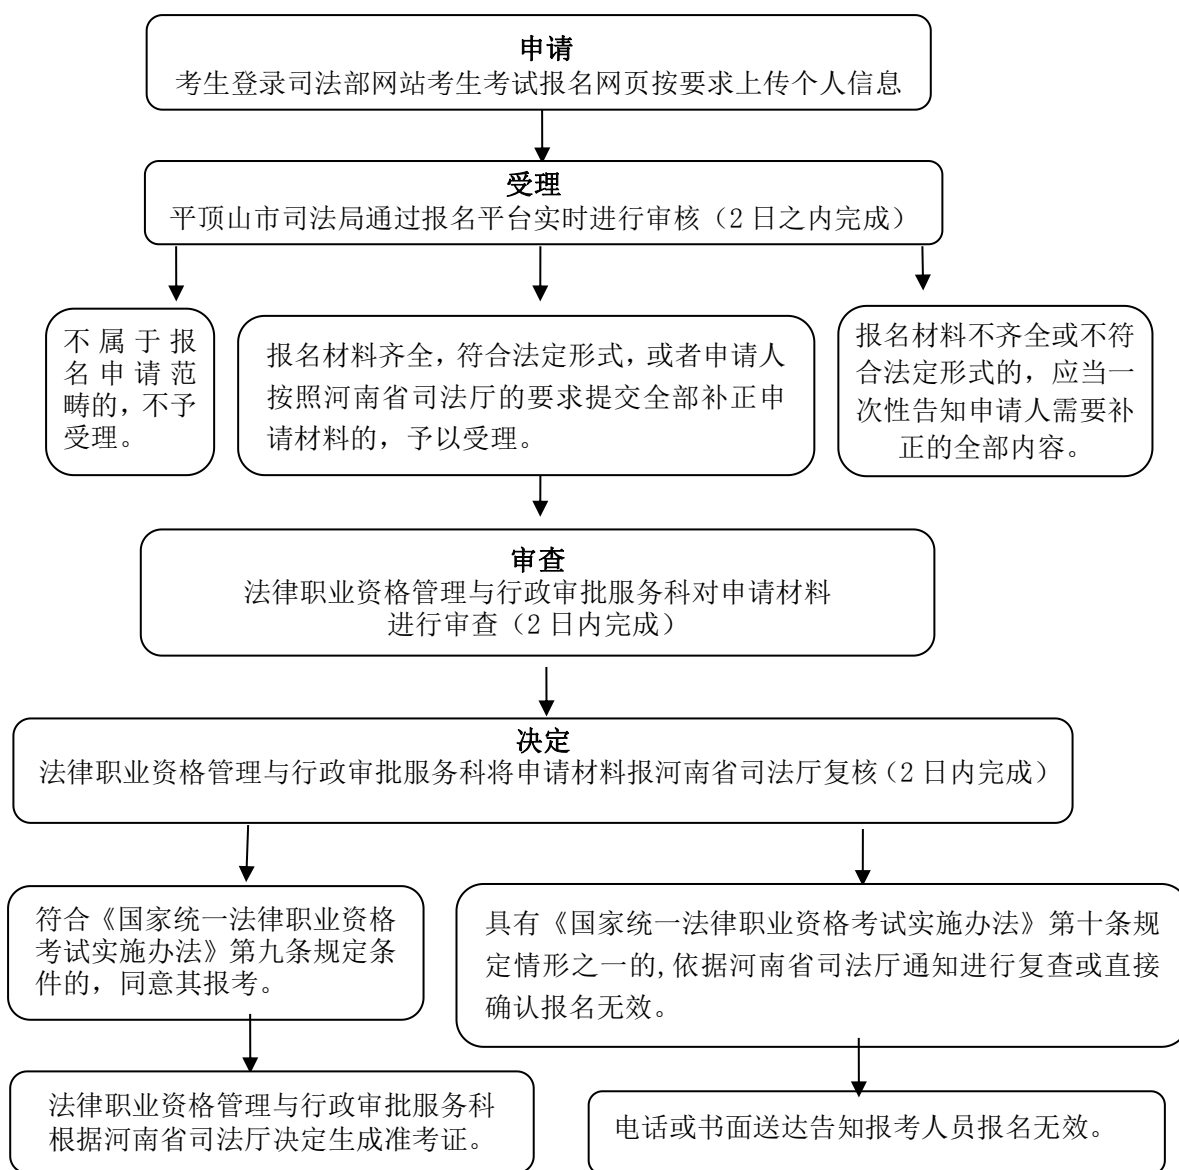 申请
考生登录司法部网站考生考试报名网页按要求上传个人信息
受理
平顶山市司法局通过报名平台实时进行审核（2 日之内完成）
不属于报
名申请范
畴的，不予
受理。
报名材料齐全，符合法定形式，或者申请人
按照河南省司法厅的要求提交全部补正申
请材料的，予以受理。
报名材料不齐全或不符
合法定形式的，应当一
次性告知申请人需要补
正的全部内容。
审查
法律职业资格管理与行政审批服务科对申请材料
进行审查（2 日内完成）
决定
法律职业资格管理与行政审批服务科将申请材料报河南省司法厅复核（2 日内完成）
符合《国家统一法律职业资格
考试实施办法》第九条规定条
件的，同意其报考。
具有《国家统一法律职业资格考试实施办法》第十条规
定情形之一的,依据河南省司法厅通知进行复查或直接
确认报名无效。
法律职业资格管理与行政审批服务科
根据河南省司法厅决定生成准考证。
电话或书面送达告知报考人员报名无效。